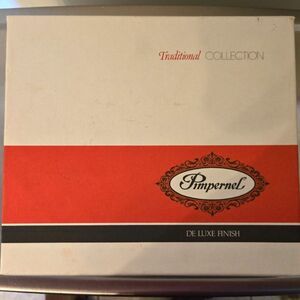 Traditional COLLECTION
Pimpernel
DE LUXE FINISH